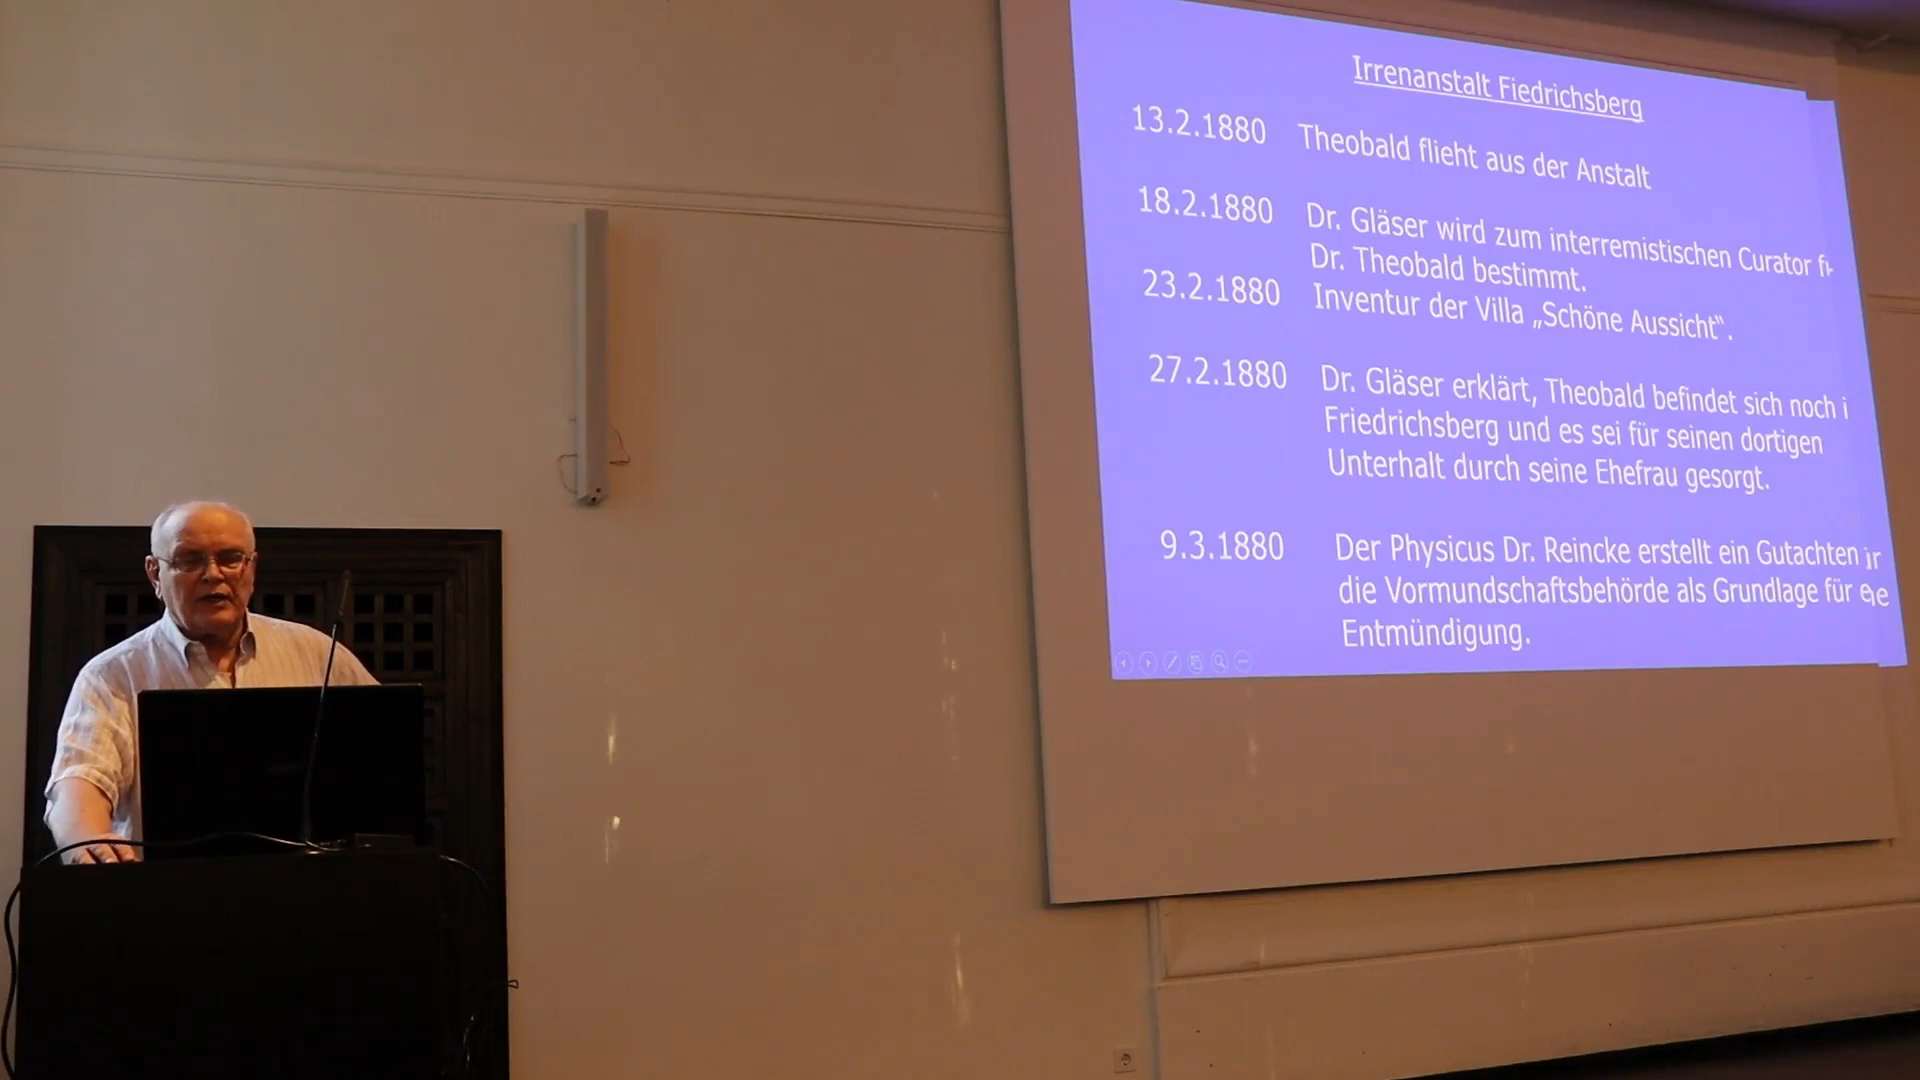 Irrenanstalt Fiedrichsberg
13.2.1880 Theobald flieht aus der Anstalt
18.2.1880 Dr. Gläser wird zum interremistischen Curator
Dr. Theobald bestimmt.
23.2.1880 Inventur der Villa „Schöne Aussicht“.
27.2.1880 Dr. Gläser erklärt, Theobald befindet sich noch
Friedrichsberg und es sei für seinen dortigen
Unterhalt durch seine Ehefrau gesorgt.
9.3.1880 Der Physicus Dr. Reincke erstellt ein Gutachten
die Vormundschaftsbehörde als Grundlage für
Entmündigung.